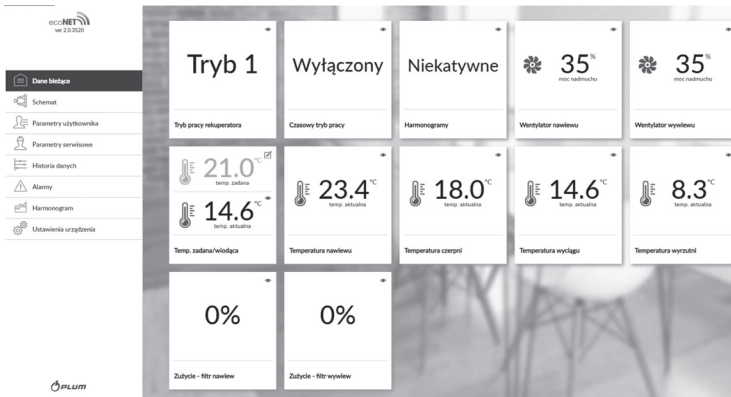 ecoNET
ver 2.0.3520
Dane bieżące
Schemat
Parametry użytkownika
Parametry serwisowe
Historia danych
Alarmy
Harmonogram
Ustawienia urządzenia
PLUM
Tryb 1
Tryb pracy rekuperatora
Wyłączony
Czasowy tryb pracy
Niekatywne
Harmonogramy
35%
moc nadmuchu
Wentylator nawiewu
35%
moc nadmuchu
Wentylator wywiewu
21.0°C
temp. zadana
14.6°C
temp. aktualna
Temp. zadana/wiodąca
23.4°C
temp. aktualna
Temperatura nawiewu
18.0°C
temp. aktualna
Temperatura czerpni
14.6°C
temp. aktualna
Temperatura wyciągu
8.3°C
temp. aktualna
Temperatura wyrzutni
0%
Zużycie - filtr nawiew
0%
Zużycie - filtr wywiew